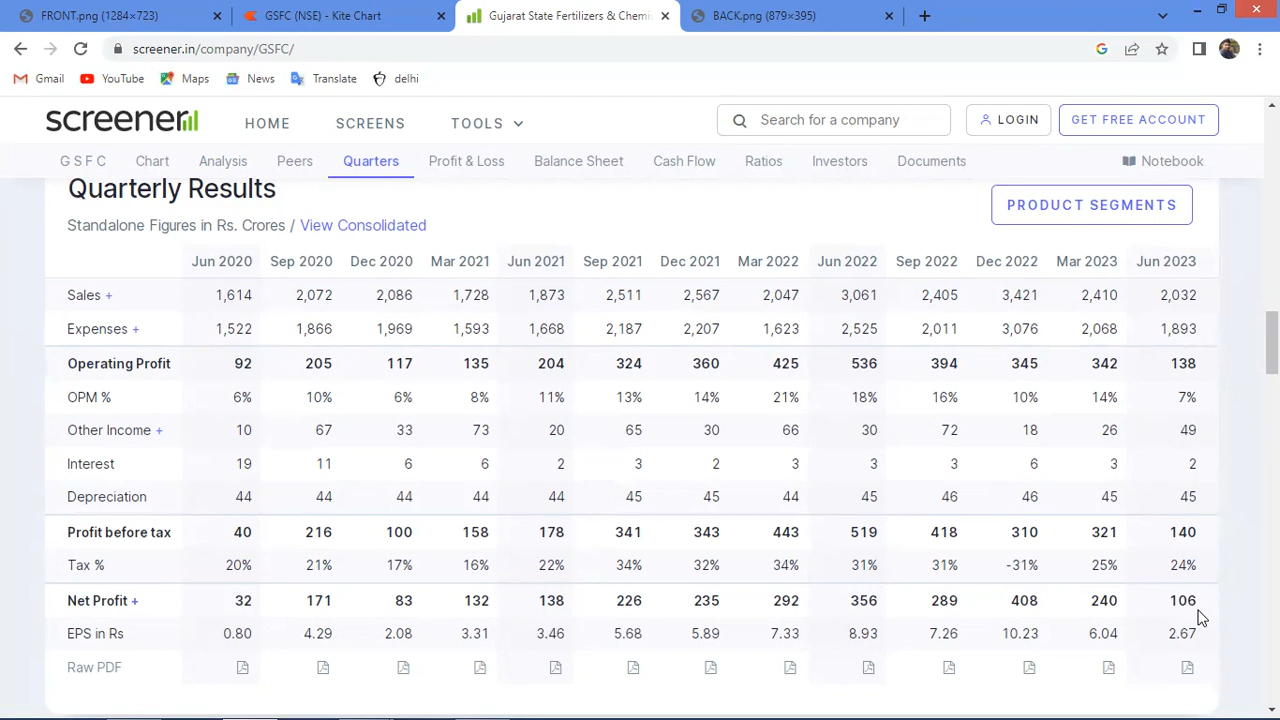 FRONT.png (1284×723)
GSFC (NSE) - Kite Chart
Gujarat State Fertilizers & Chemi
BACK.png (879×395)
screener.in/company/GSFC/
Gmail YouTube Maps News Translate delhi
screener HOME SCREENS TOOLS Search for a company LOGIN GET FREE ACCOUNT
G S F C Chart Analysis Peers Quarters Profit & Loss Balance Sheet Cash Flow Ratios Investors Documents Notebook
Quarterly Results
PRODUCT SEGMENTS
Standalone Figures in Rs. Crores / View Consolidated
Jun 2020 Sep 2020 Dec 2020 Mar 2021 Jun 2021 Sep 2021 Dec 2021 Mar 2022 Jun 2022 Sep 2022 Dec 2022 Mar 2023 Jun 2023
Sales + 1,614 2,072 2,086 1,728 1,873 2,511 2,567 2,047 3,061 2,405 3,421 2,410 2,032
Expenses + 1,522 1,866 1,969 1,593 1,668 2,187 2,207 1,623 2,525 2,011 3,076 2,068 1,893
Operating Profit 92 205 117 135 204 324 360 425 536 394 345 342 138
OPM % 6% 10% 6% 8% 11% 13% 14% 21% 18% 16% 10% 14% 7%
Other Income + 10 67 33 73 20 65 30 66 30 72 18 26 49
Interest 19 11 6 6 2 3 2 3 3 3 6 3 2
Depreciation 44 44 44 44 44 45 45 44 45 46 46 45 45
Profit before tax 40 216 100 158 178 341 343 443 519 418 310 321 140
Tax % 20% 21% 17% 16% 22% 34% 32% 34% 31% 31% -31% 25% 24%
Net Profit + 32 171 83 132 138 226 235 292 356 289 408 240 106
EPS in Rs 0.80 4.29 2.08 3.31 3.46 5.68 5.89 7.33 8.93 7.26 10.23 6.04 2.67
Raw PDF